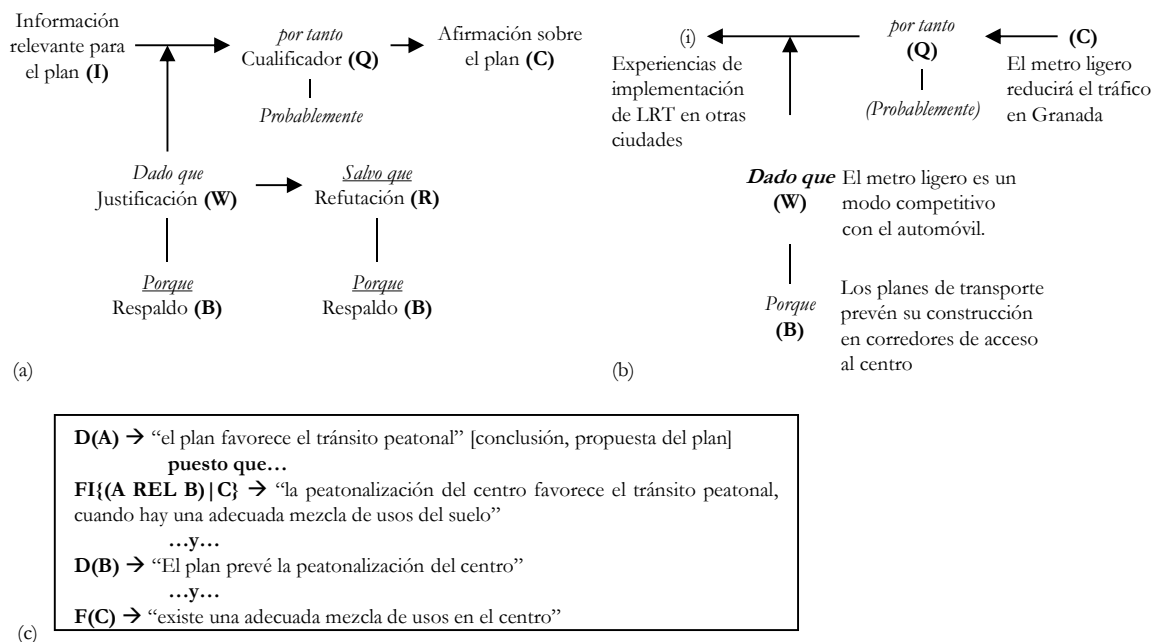 Información
relevante para
el plan (I)
por tanto
Cualificador (Q)
Probablemente
Afirmación sobre
el plan (C)
Dado que
Justificación (W)
Salvo que
Refutación (R)
Porque
Respaldo (B)
Porque
Respaldo (B)
(a)
(i)
Experiencias de
implementación
de LRT en otras
ciudades
por tanto
(Q)
(Probablemente)
(C)
El metro ligero
reducirá el tráfico
en Granada
Dado que
(W)
El metro ligero es un
modo competitivo
con el automóvil.
Porque
(B)
Los planes de transporte
prevén su construcción
en corredores de acceso
al centro
(b)
D(A) → “el plan favorece el tránsito peatonal” [conclusión, propuesta del plan]
puesto que…
FI{(A REL B)|C} → “la peatonalización del centro favorece el tránsito peatonal,
cuando hay una adecuada mezcla de usos del suelo”
…y…
D(B) → “El plan prevé la peatonalización del centro”
…y…
F(C) → “existe una adecuada mezcla de usos en el centro”
(c)